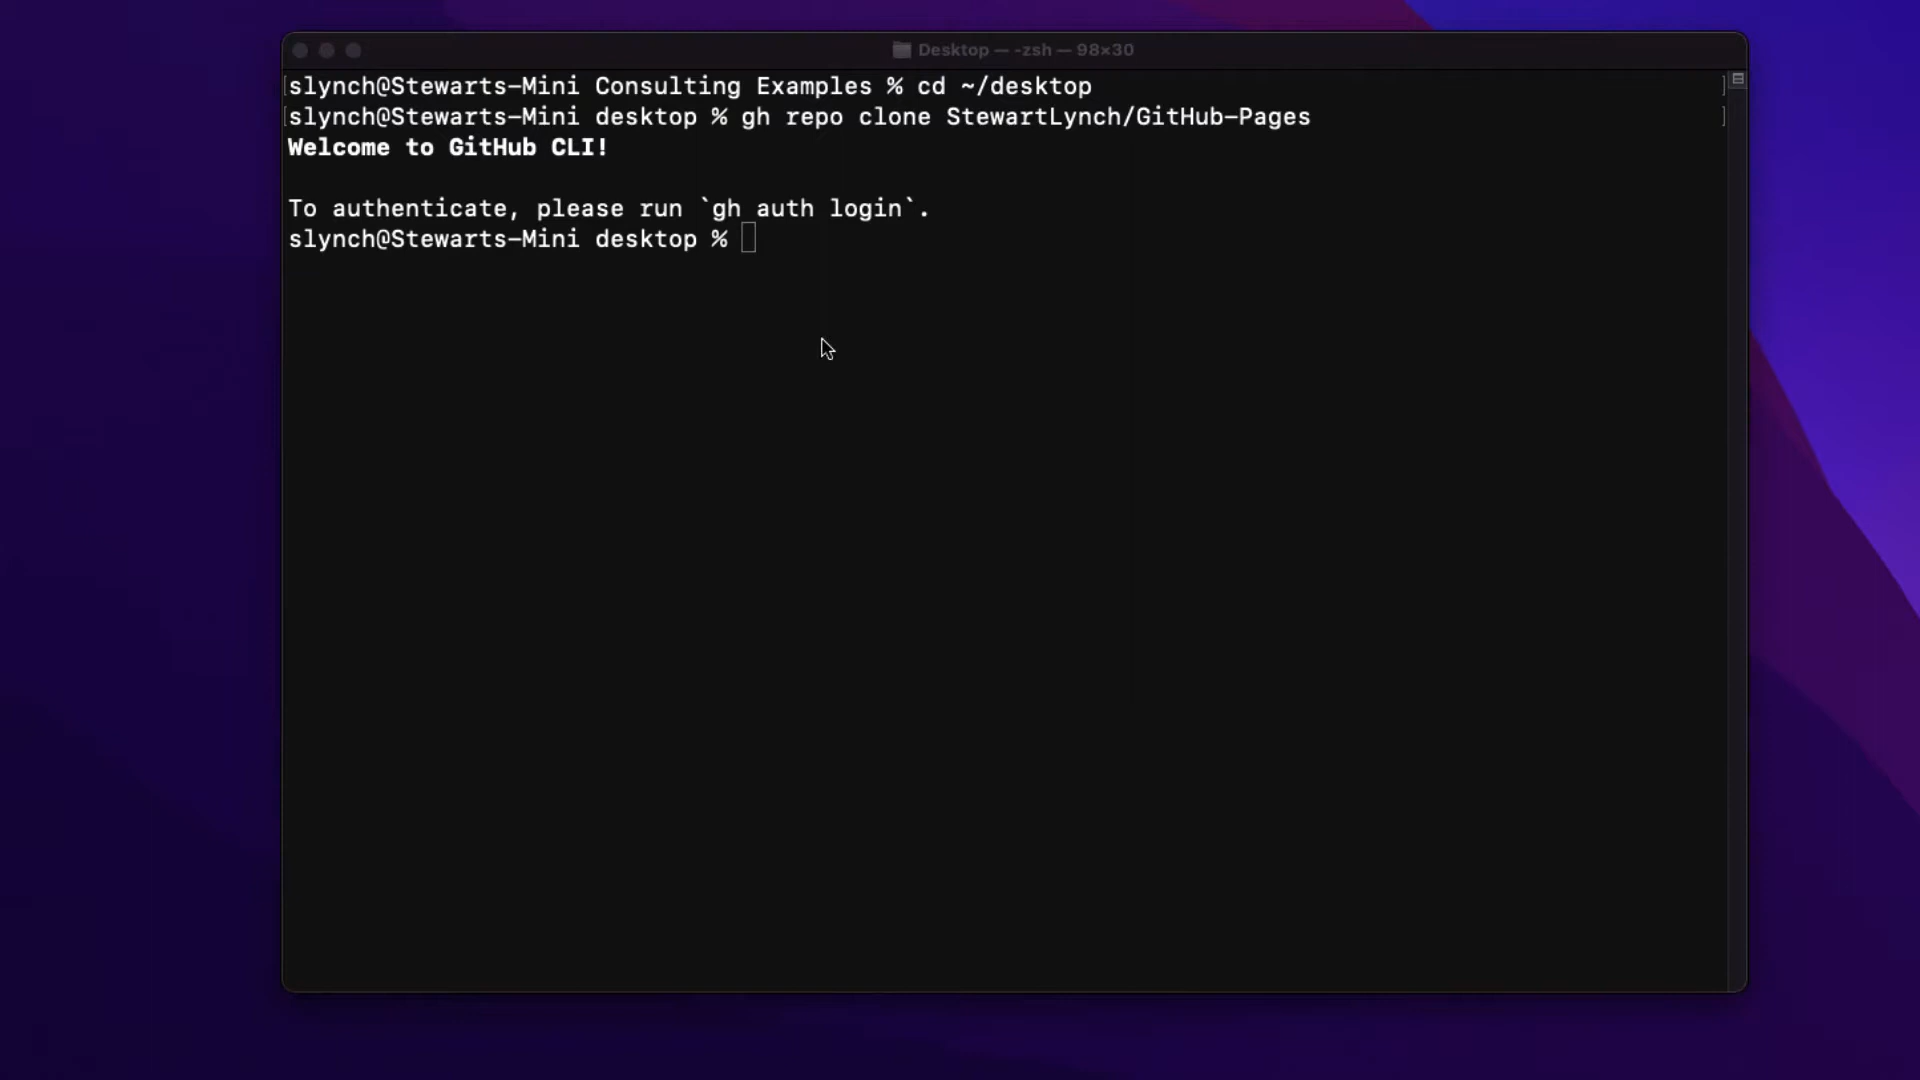 Desktop — -zsh — 98×30
slynch@Stewarts-Mini Consulting Examples % cd ~/desktop
slynch@Stewarts-Mini desktop % gh repo clone StewartLynch/GitHub-Pages
Welcome to GitHub CLI!
To authenticate, please run `gh auth login`.
slynch@Stewarts-Mini desktop %